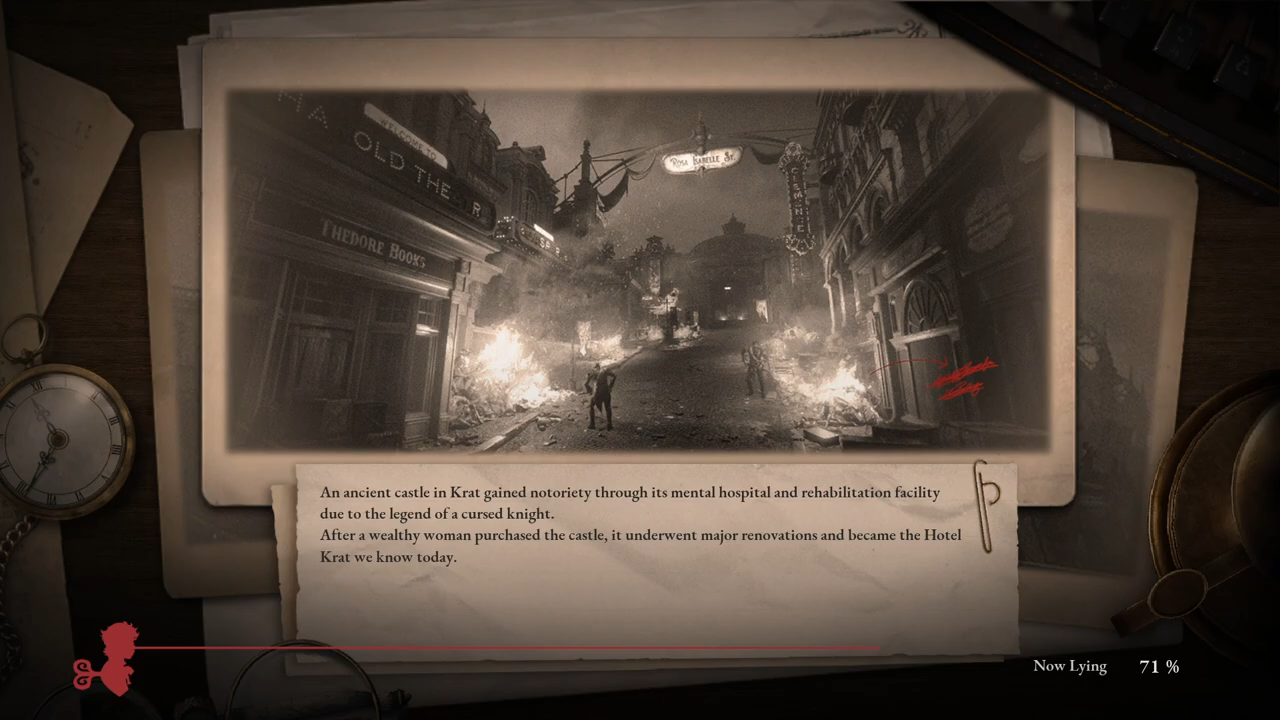 HA
WELCOME TO
OLD THE R
THEDORE BOOKS
ROSA ISABELLE St.
An ancient castle in Krat gained notoriety through its mental hospital and rehabilitation facility
due to the legend of a cursed knight.
After a wealthy woman purchased the castle, it underwent major renovations and became the Hotel
Krat we know today.
Now Lying 71 %